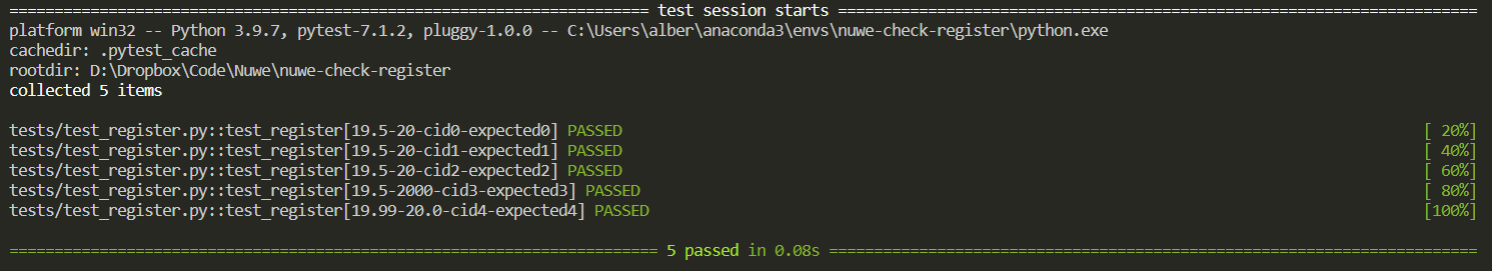 ======================================================================== test session starts ========================================================================
platform win32 -- Python 3.9.7, pytest-7.1.2, pluggy-1.0.0 -- C:\Users\alber\anaconda3\envs\nuwe-check-register\python.exe
cachedir: .pytest_cache
rootdir: D:\Dropbox\Code\Nuwe\nuwe-check-register
collected 5 items
tests/test_register.py::test_register[19.5-20-cid0-expected0] PASSED [ 20%]
tests/test_register.py::test_register[19.5-20-cid1-expected1] PASSED [ 40%]
tests/test_register.py::test_register[19.5-20-cid2-expected2] PASSED [ 60%]
tests/test_register.py::test_register[19.5-2000-cid3-expected3] PASSED [ 80%]
tests/test_register.py::test_register[19.99-20.0-cid4-expected4] PASSED [100%]
========================================================================= 5 passed in 0.08s =========================================================================